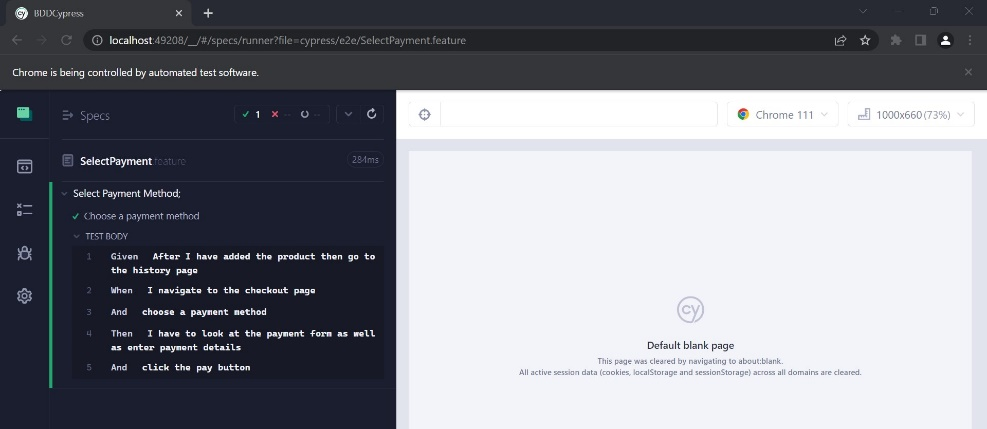 cy BDDCypress
localhost:49208/__/#/specs/runner?file=cypress/e2e/SelectPayment.feature
Chrome is being controlled by automated test software.
Specs
1 -- --
Chrome 111
1000x660 (73%)
SelectPayment feature
284ms
Select Payment Method;
Choose a payment method
TEST BODY
1 Given After I have added the product then go to
the history page
2 When I navigate to the checkout page
3 And choose a payment method
4 Then I have to look at the payment form as well
as enter payment details
5 And click the pay button
cy
Default blank page
This page was cleared by navigating to about:blank.
All active session data (cookies, localStorage and sessionStorage) across all domains are cleared.